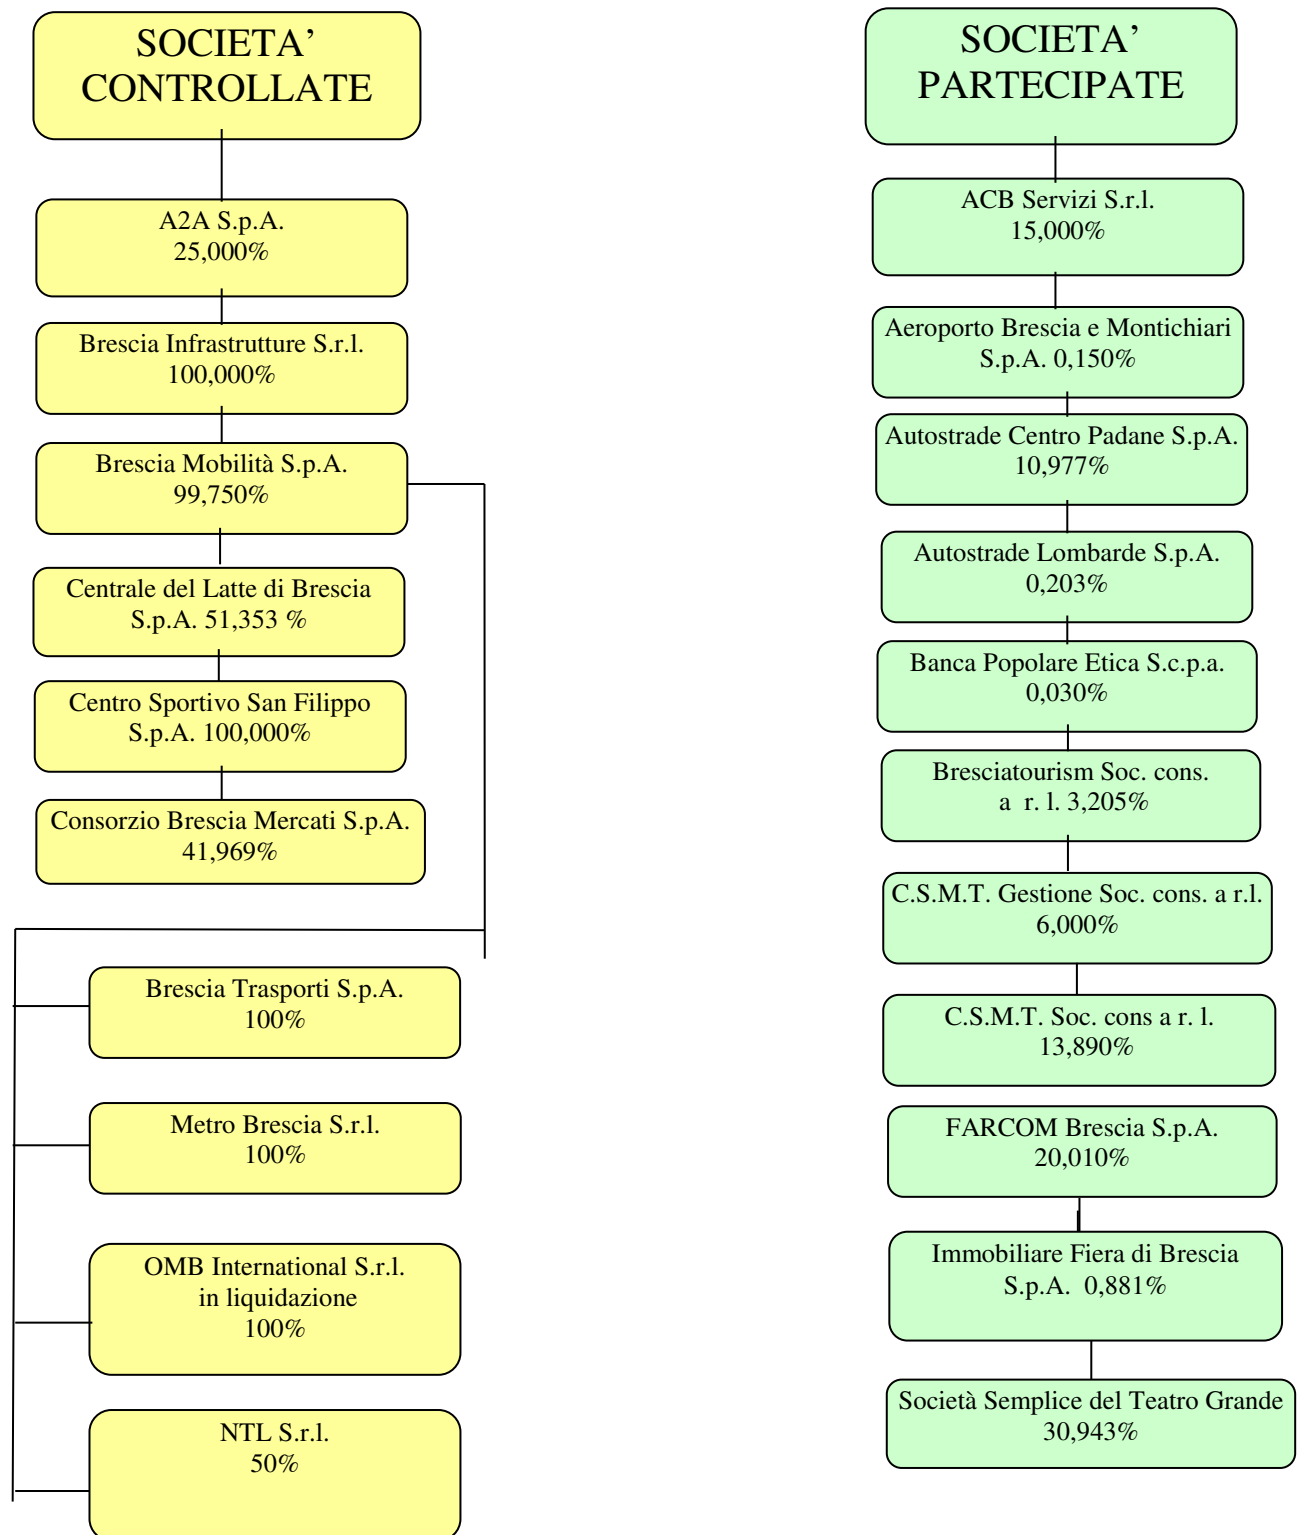 SOCIETA’
CONTROLLATE
A2A S.p.A.
25,000%
Brescia Infrastrutture S.r.l.
100,000%
Brescia Mobilità S.p.A.
99,750%
Centrale del Latte di Brescia
S.p.A. 51,353 %
Centro Sportivo San Filippo
S.p.A. 100,000%
Consorzio Brescia Mercati S.p.A.
41,969%
Brescia Trasporti S.p.A.
100%
Metro Brescia S.r.l.
100%
OMB International S.r.l.
in liquidazione
100%
NTL S.r.l.
50%
SOCIETA’
PARTECIPATE
ACB Servizi S.r.l.
15,000%
Aeroporto Brescia e Montichiari
S.p.A. 0,150%
Autostrade Centro Padane S.p.A.
10,977%
Autostrade Lombarde S.p.A.
0,203%
Banca Popolare Etica S.c.p.a.
0,030%
Bresciatourism Soc. cons.
a r. l. 3,205%
C.S.M.T. Gestione Soc. cons. a r.l.
6,000%
C.S.M.T. Soc. cons a r. l.
13,890%
FARCOM Brescia S.p.A.
20,010%
Immobiliare Fiera di Brescia
S.p.A. 0,881%
Società Semplice del Teatro Grande
30,943%